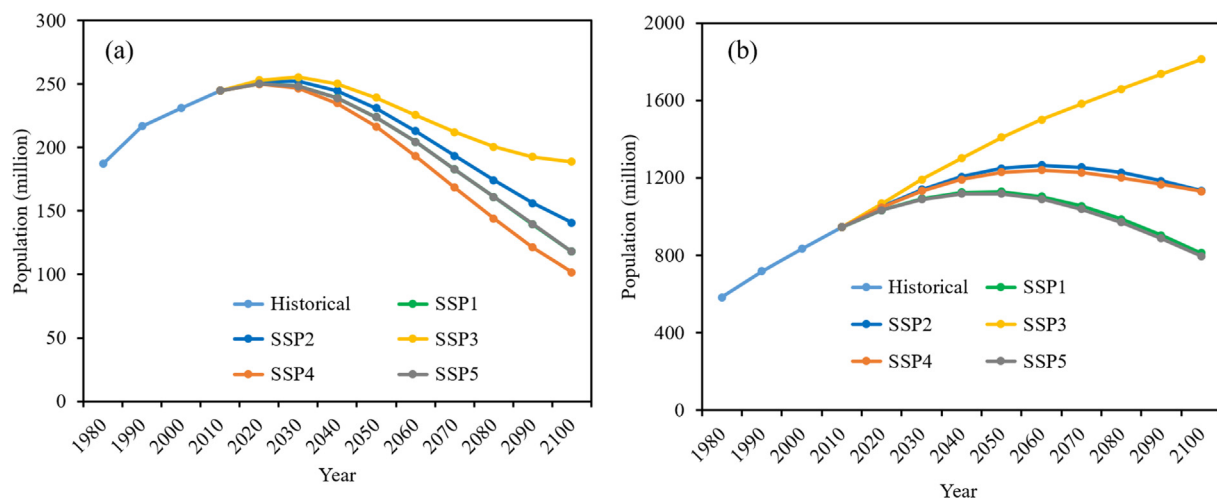 (a)
Population (million)
300
250
200
150
100
50
0
Historical
SSP1
SSP2
SSP3
SSP4
SSP5
1980
1990
2000
2010
2020
2030
2040
2050
2060
2070
2080
2090
2100
Year
(b)
Population (million)
2000
1600
1200
800
400
0
Historical
SSP1
SSP2
SSP3
SSP4
SSP5
1980
1990
2000
2010
2020
2030
2040
2050
2060
2070
2080
2090
2100
Year